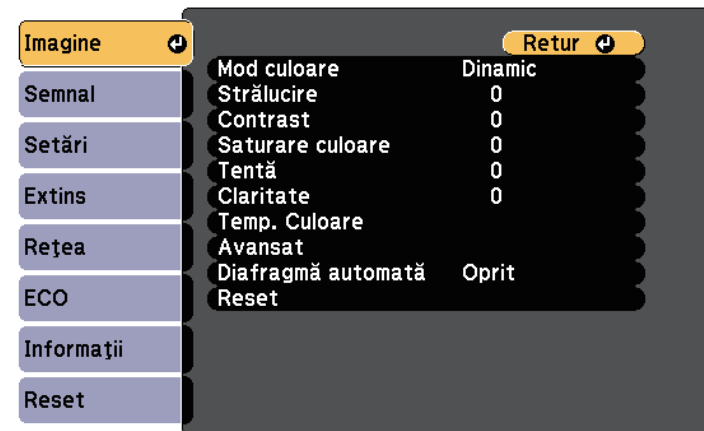 Imagine
Semnal
Setări
Extins
Reţea
ECO
Informaţii
Reset
Retur
Mod culoare Dinamic
Strălucire 0
Contrast 0
Saturare culoare 0
Tentă 0
Claritate 0
Temp. Culoare
Avansat
Diafragmă automată Oprit
Reset